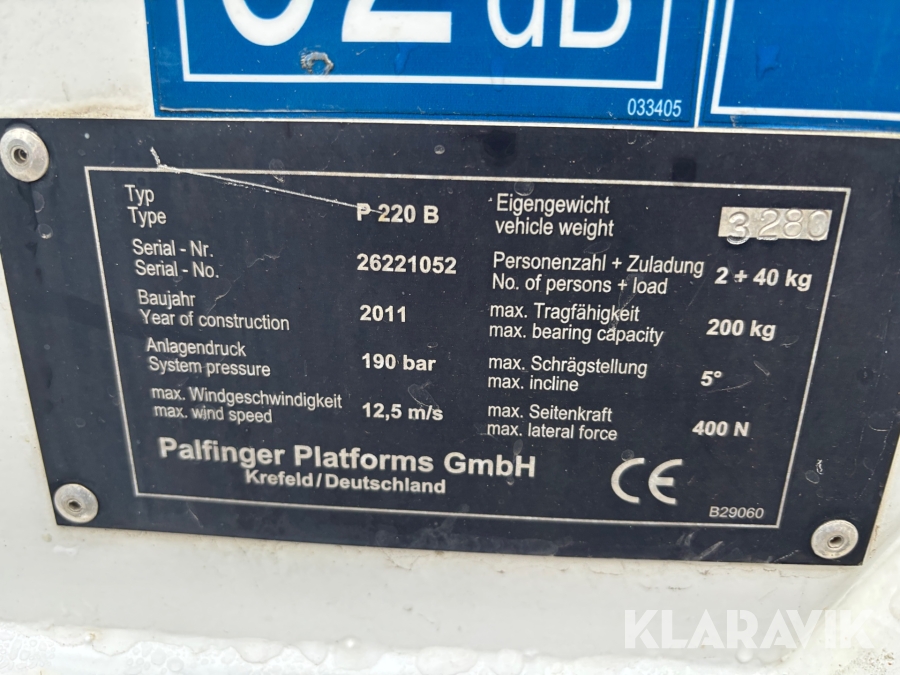 dB
033405
Typ
Type
P 220 B
Eigengewicht
vehicle weight
3280
Serial - Nr.
Serial - No.
26221052
Personenzahl + Zuladung
No. of persons + load
2 + 40 kg
Baujahr
Year of construction
2011
max. Tragfähigkeit
max. bearing capacity
200 kg
Anlagendruck
System pressure
190 bar
max. Schrägstellung
max. incline
5°
max. Windgeschwindigkeit
max. wind speed
12,5 m/s
max. Seitenkraft
max. lateral force
400 N
Palfinger Platforms GmbH
Krefeld/Deutschland
CE
B29060
KLARAVIK